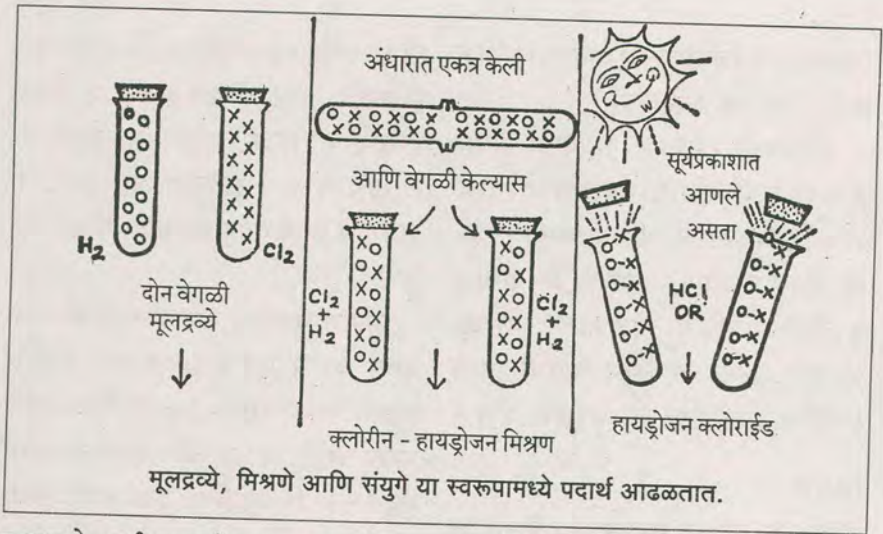 H₂
Cl₂
दोन वेगळी
मूलद्रव्ये
अंधारात एकत्र केली
आणि वेगळी केल्यास
Cl₂
+
H₂
Cl₂
+
H₂
क्लोरीन - हायड्रोजन मिश्रण
सूर्यप्रकाशात
आणले
असता
HCl
OR
हायड्रोजन क्लोराईड
मूलद्रव्ये, मिश्रणे आणि संयुगे या स्वरूपामध्ये पदार्थ आढळतात.